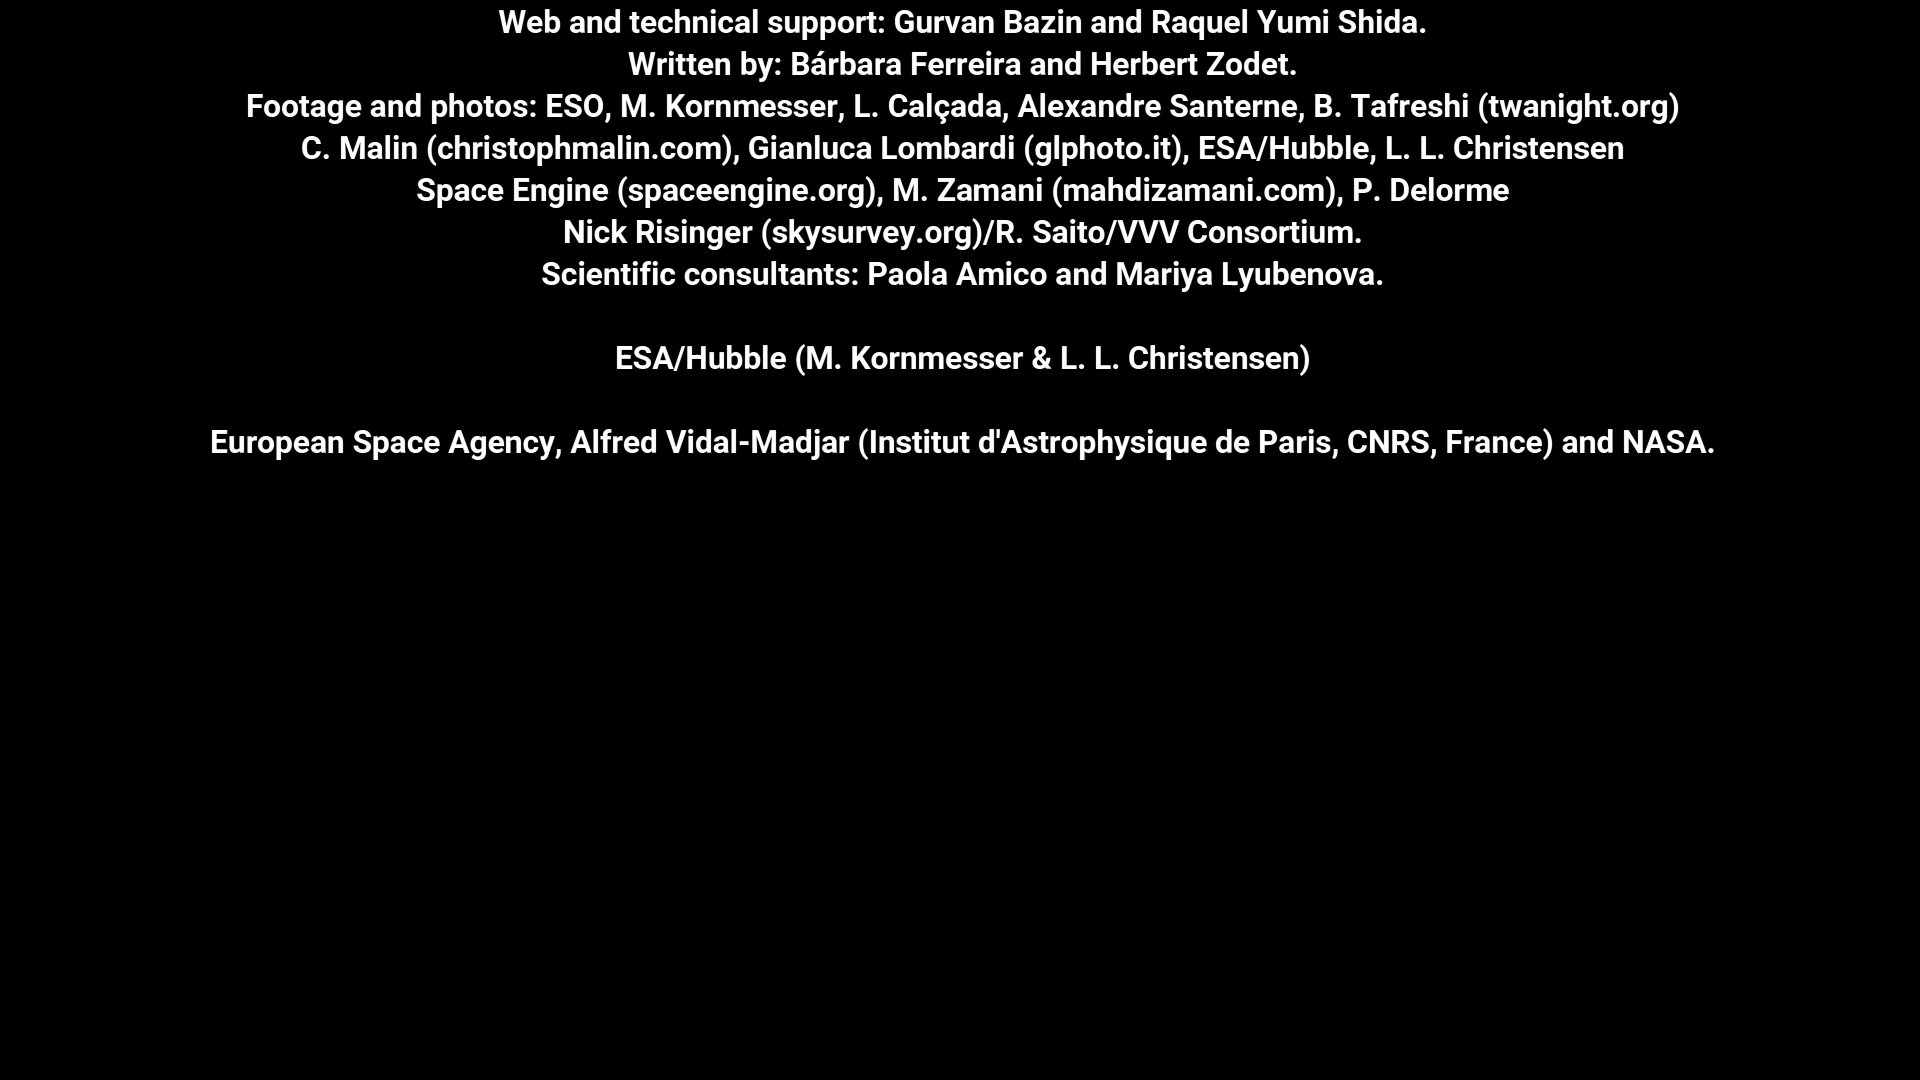 Web and technical support: Gurvan Bazin and Raquel Yumi Shida.
Written by: Bárbara Ferreira and Herbert Zodet.
Footage and photos: ESO, M. Kornmesser, L. Calçada, Alexandre Santerne, B. Tafreshi (twanight.org)
C. Malin (christophmalin.com), Gianluca Lombardi (glphoto.it), ESA/Hubble, L. L. Christensen
Space Engine (spaceengine.org), M. Zamani (mahdizamani.com), P. Delorme
Nick Risinger (skysurvey.org)/R. Saito/VVV Consortium.
Scientific consultants: Paola Amico and Mariya Lyubenova.
ESA/Hubble (M. Kornmesser & L. L. Christensen)
European Space Agency, Alfred Vidal-Madjar (Institut d'Astrophysique de Paris, CNRS, France) and NASA.